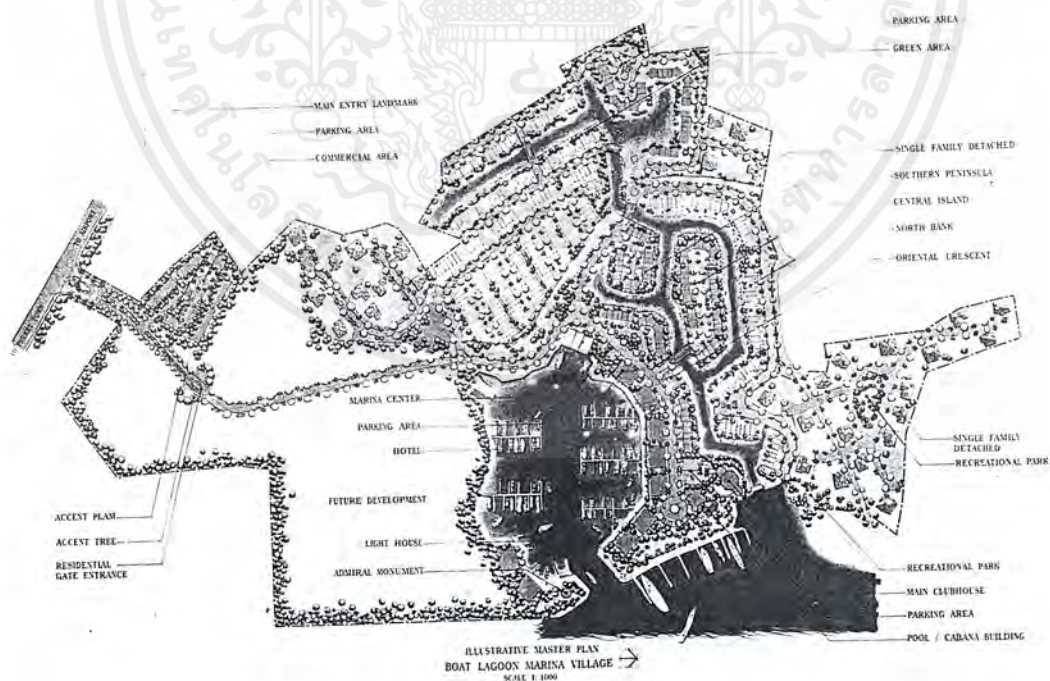 PARKING AREA
GREEN AREA
MAIN ENTRY LANDMARK
PARKING AREA
COMMERCIAL AREA
SINGLE FAMILY DETACHED
SOUTHERN PENINSULA
CENTRAL ISLAND
NORTH BANK
ORIENTAL CRESCENT
MARINA CENTER
PARKING AREA
HOTEL
FUTURE DEVELOPMENT
LIGHT HOUSE
ADMIRAL MONUMENT
SINGLE FAMILY
DETACHED
RECREATIONAL PARK
ACCENT PLAM
ACCENT TREE
RESIDENTIAL
GATE ENTRANCE
RECREATIONAL PARK
MAIN CLUBHOUSE
PARKING AREA
POOL / CABANA BUILDING
ILLUSTRATIVE MASTER PLAN
BOAT LAGOON MARINA VILLAGE
SCALE 1: 1000